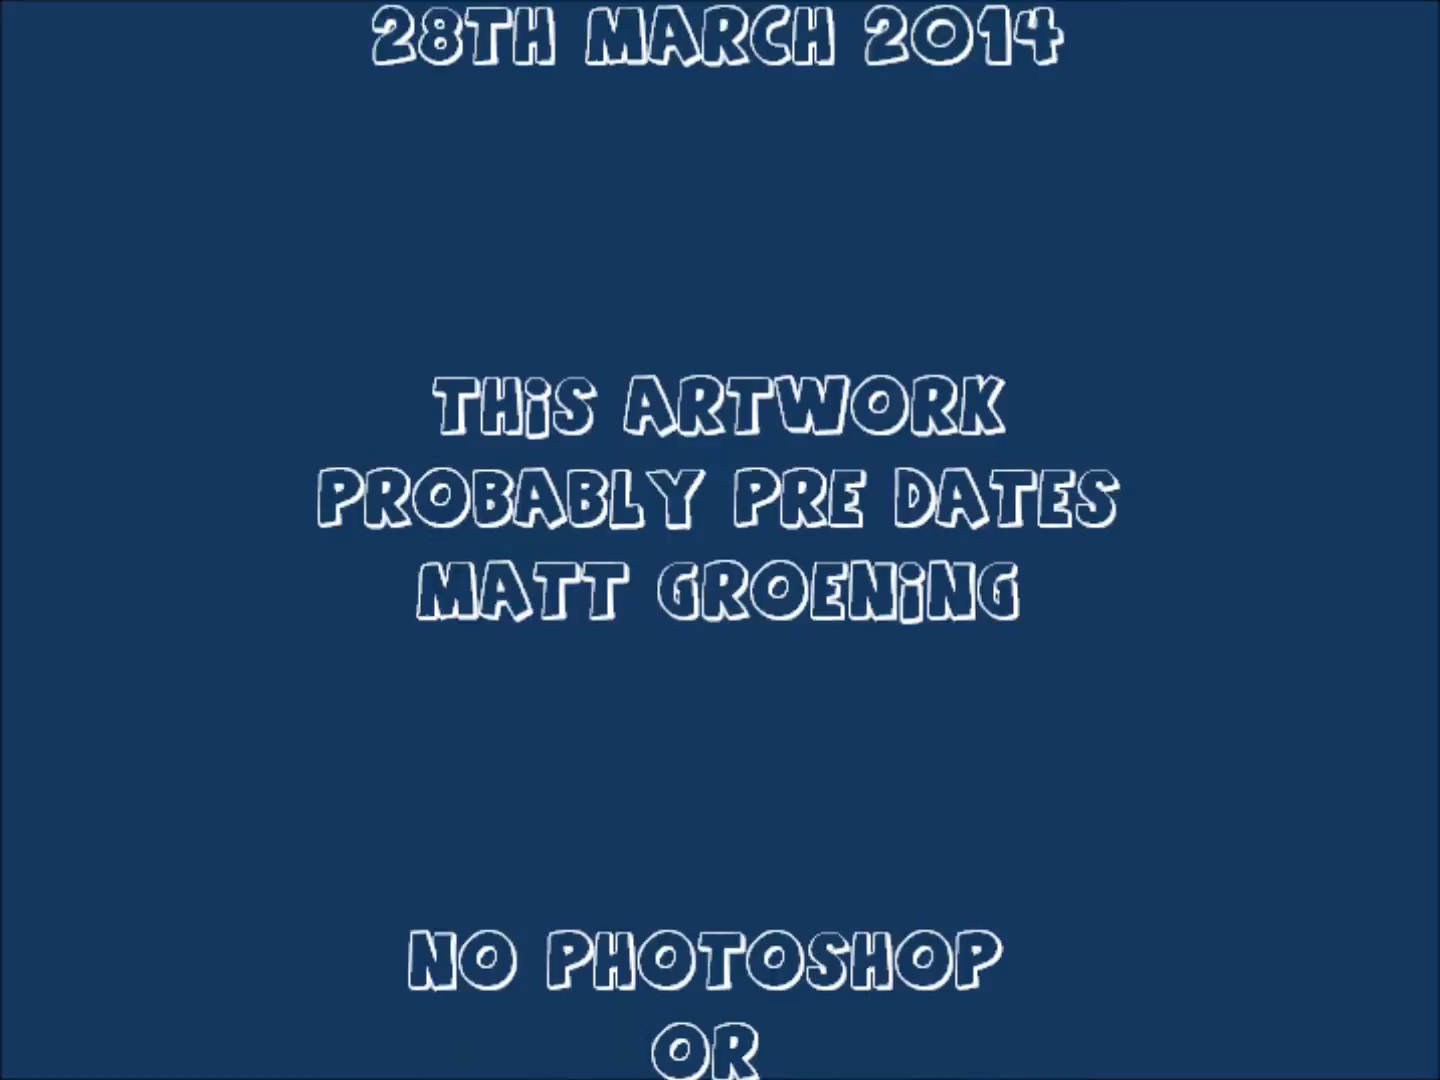 28TH MARCH 2014
THiS ARTWORK
PROBABLY PRE DATES
MATT GROENiNG
NO PHOTOSHOP
OR